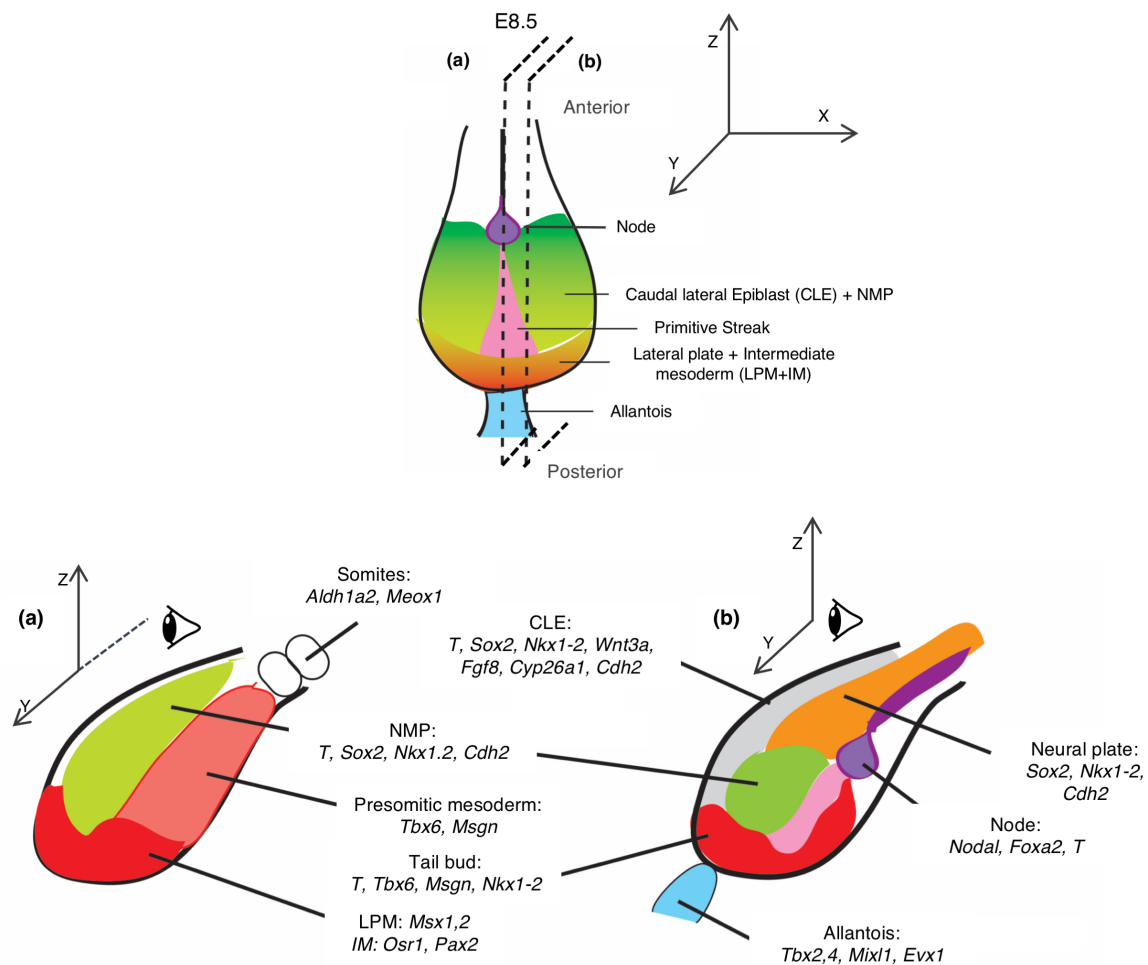 E8.5
(a)
(b)
Anterior
Z
X
Y
Node
Caudal lateral Epiblast (CLE) + NMP
Primitive Streak
Lateral plate + Intermediate
mesoderm (LPM+IM)
Allantois
Posterior
(a)
Z
Y
Somites:
Aldh1a2, Meox1
CLE:
T, Sox2, Nkx1-2, Wnt3a,
Fgf8, Cyp26a1, Cdh2
(b)
Z
Y
NMP:
T, Sox2, Nkx1.2, Cdh2
Presomitic mesoderm:
Tbx6, Msgn
Tail bud:
T, Tbx6, Msgn, Nkx1-2
LPM: Msx1,2
IM: Osr1, Pax2
Neural plate:
Sox2, Nkx1-2,
Cdh2
Node:
Nodal, Foxa2, T
Allantois:
Tbx2,4, Mixl1, Evx1